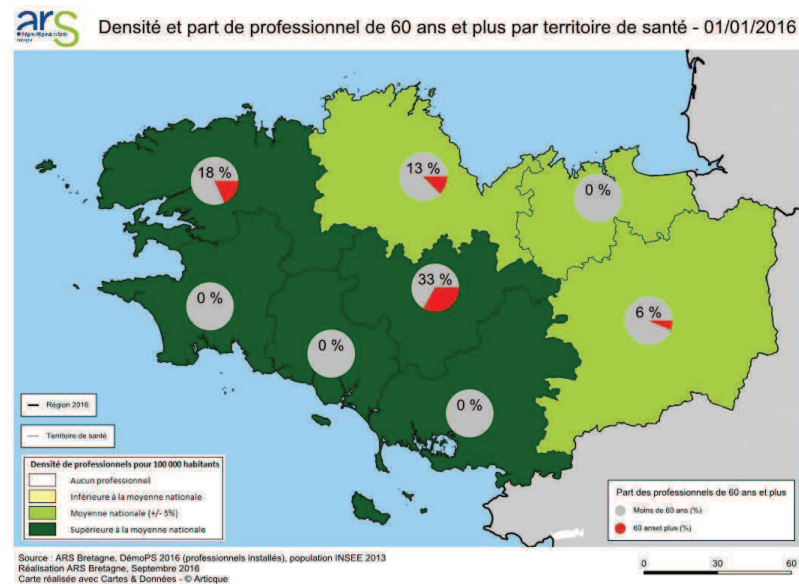 ars
Densité et part de professionnel de 60 ans et plus par territoire de santé - 01/01/2016
18 %
13 %
0 %
33 %
0 %
6 %
0 %
0 %
Région 2016
Territoire de santé
Densité de professionnels pour 100 000 habitants
Aucun professionnel
Inférieure à la moyenne nationale
Moyenne nationale (+/- 5%)
Supérieure à la moyenne nationale
Part des professionnels de 60 ans et plus
Moins de 60 ans (%)
60 anset plus (%)
Source : ARS Bretagne, DémoPS 2016 (professionnels installés), population INSEE 2013
Réalisation ARS Bretagne, Septembre 2016
Carte réalisée avec Cartes & Données - © Articque
0 30 60